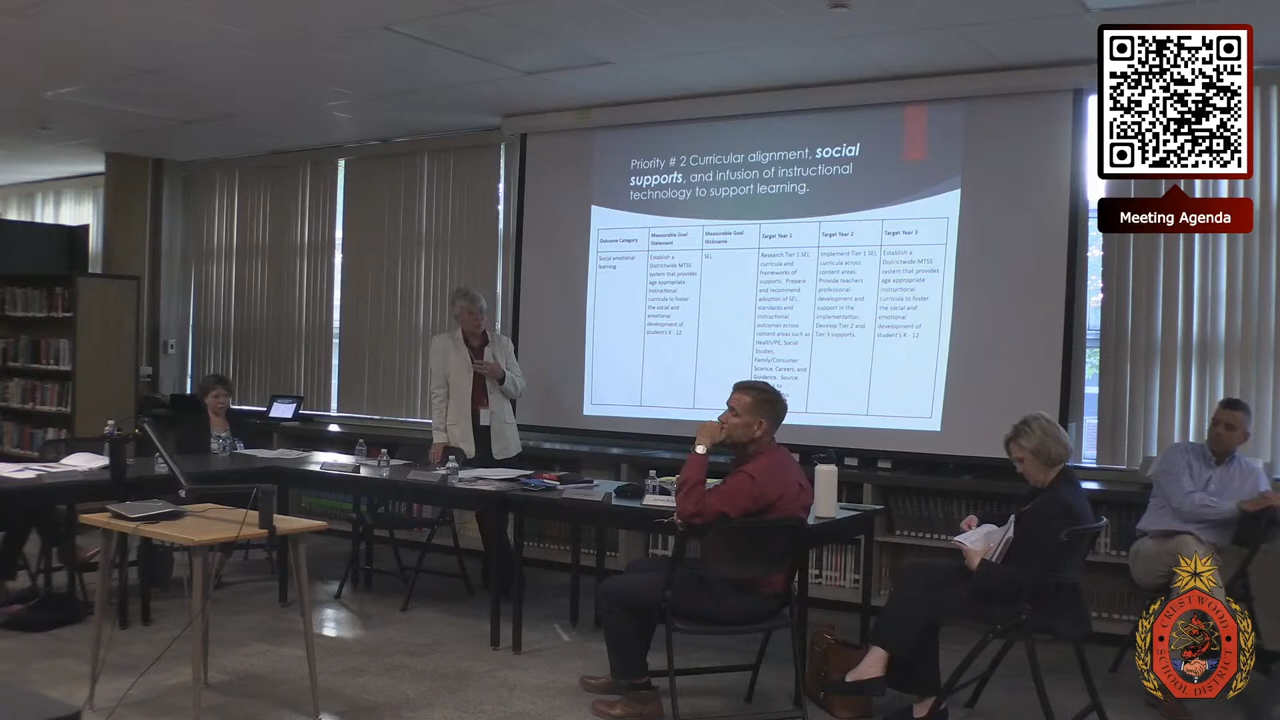 Priority # 2 Curricular alignment, social
supports, and infusion of instructional
technology to support learning.
Outcome Category
Measurable Goal
Statement
Measurable Goal
Nickname
Target Year 1
Target Year 2
Target Year 3
Social emotional
learning
Establish a
Districtwide MTSS
system that provides
age appropriate
instructional
curricula to foster
the social and
emotional
development of
student's K - 12
SEL
Research Tier 1 SEL
curricula and
frameworks of
supports. Prepare
and recommend
adoption of SEL
standards and
instructional
outcomes across
content areas such as
Health/PE, Social
Studies,
Family/Consumer
Science, Careers, and
Guidance. Source
to
Implement Tier 1 SEL
curricula across
content areas.
Provide teachers
professional
development and
support in the
implementation.
Develop Tier 2 and
Tier 3 supports.
Establish a
Districtwide MTSS
system that provides
age appropriate
instructional
curricula to foster
the social and
emotional
development of
student's K - 12
Meeting Agenda
CRESTWOOD
SCHOOL DISTRICT